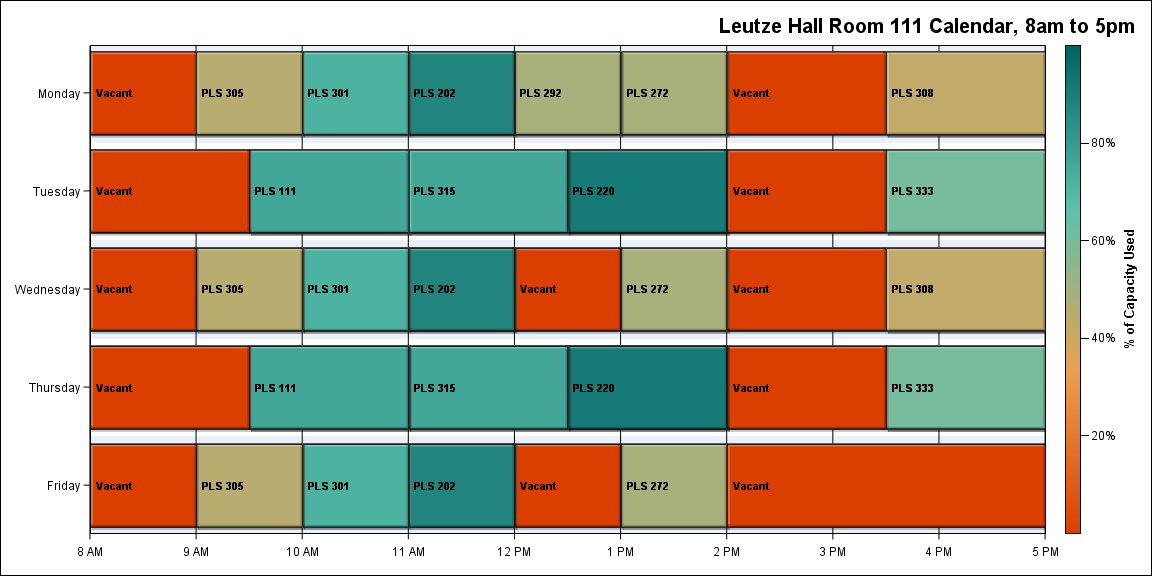 Leutze Hall Room 111 Calendar, 8am to 5pm
Monday Vacant PLS 305 PLS 301 PLS 202 PLS 292 PLS 272 Vacant PLS 308
Tuesday Vacant PLS 111 PLS 315 PLS 220 Vacant PLS 333
Wednesday Vacant PLS 305 PLS 301 PLS 202 Vacant PLS 272 Vacant PLS 308
Thursday Vacant PLS 111 PLS 315 PLS 220 Vacant PLS 333
Friday Vacant PLS 305 PLS 301 PLS 202 Vacant PLS 272 Vacant
8 AM 9 AM 10 AM 11 AM 12 PM 1 PM 2 PM 3 PM 4 PM 5 PM
80%
60%
40%
20%
% of Capacity Used